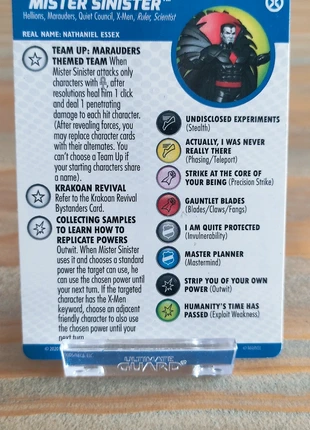 MISTER SINISTER™
Hellions, Marauders, Quiet Council, X-Men, Ruler, Scientist
REAL NAME: NATHANIEL ESSEX
TEAM UP: MARAUDERS
THEMED TEAM When
Mister Sinister attacks only
characters with , after
resolutions heal him 1 click
and deal 1 penetrating
damage to each hit character.
(After revealing forces, you
may replace character cards
with their alternates. You
can't choose a Team Up if
your starting characters share
a name).
KRAKOAN REVIVAL
Refer to the Krakoan Revival
Bystanders Card.
COLLECTING SAMPLES
TO LEARN HOW TO
REPLICATE POWERS
Outwit. When Mister Sinister
uses it and chooses a standard
power the target can use, he
can use the chosen power until
your next turn. If the targeted
character has the X-Men
keyword, choose an adjacent
friendly character to also use
the chosen power until your
next turn.
UNDISCLOSED EXPERIMENTS
(Stealth)
ACTUALLY, I WAS NEVER
REALLY THERE
(Phasing/Teleport)
STRIKE AT THE CORE OF
YOUR BEING (Precision Strike)
GAUNTLET BLADES
(Blades/Claws/Fangs)
I AM QUITE PROTECTED
(Invulnerability)
MASTER PLANNER
(Mastermind)
STRIP YOU OF YOUR OWN
POWER (Outwit)
HUMANITY'S TIME HAS
PASSED (Exploit Weakness)
ULTIMATE
GUARD